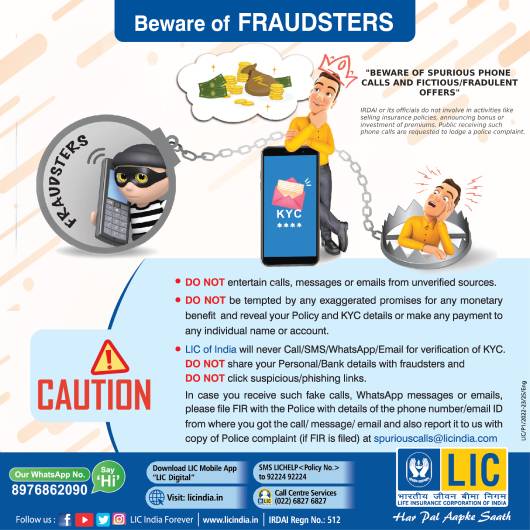 Beware of FRAUDSTERS
"BEWARE OF SPURIOUS PHONE
CALLS AND FICTIOUS/FRADULENT
OFFERS"
IRDAI or its officials do not involve in activities like
selling insurance policies, announcing bonus or
investment of premiums. Public receiving such
phone calls are requested to lodge a police complaint.
FRAUDSTERS
KYC
****
CAUTION
• DO NOT entertain calls, messages or emails from unverified sources.
• DO NOT be tempted by any exaggerated promises for any monetary
benefit and reveal your Policy and KYC details or make any payment to
any individual name or account.
• LIC of India will never Call/SMS/WhatsApp/Email for verification of KYC.
DO NOT share your Personal/Bank details with fraudsters and
DO NOT click suspicious/phishing links.
In case you receive such fake calls, WhatsApp messages or emails,
please file FIR with the Police with details of the phone number/email ID
from where you got the call/ message/ email and also report it to us with
copy of Police complaint (if FIR is filed) at spuriouscalls@licindia.com
Our WhatsApp No.
8976862090
Say
'Hi'
Download LIC Mobile App
"LIC Digital"
Visit: licindia.in
SMS LICHELP<Policy No.>
to 92224 92224
Call Centre Services
(022) 6827 6827
LIC
भारतीय जीवन बीमा निगम
LIFE INSURANCE CORPORATION OF INDIA
Follow us : LIC India Forever | www.licindia.in | IRDAI Regn No.: 512
Har Pal Aapke Saath